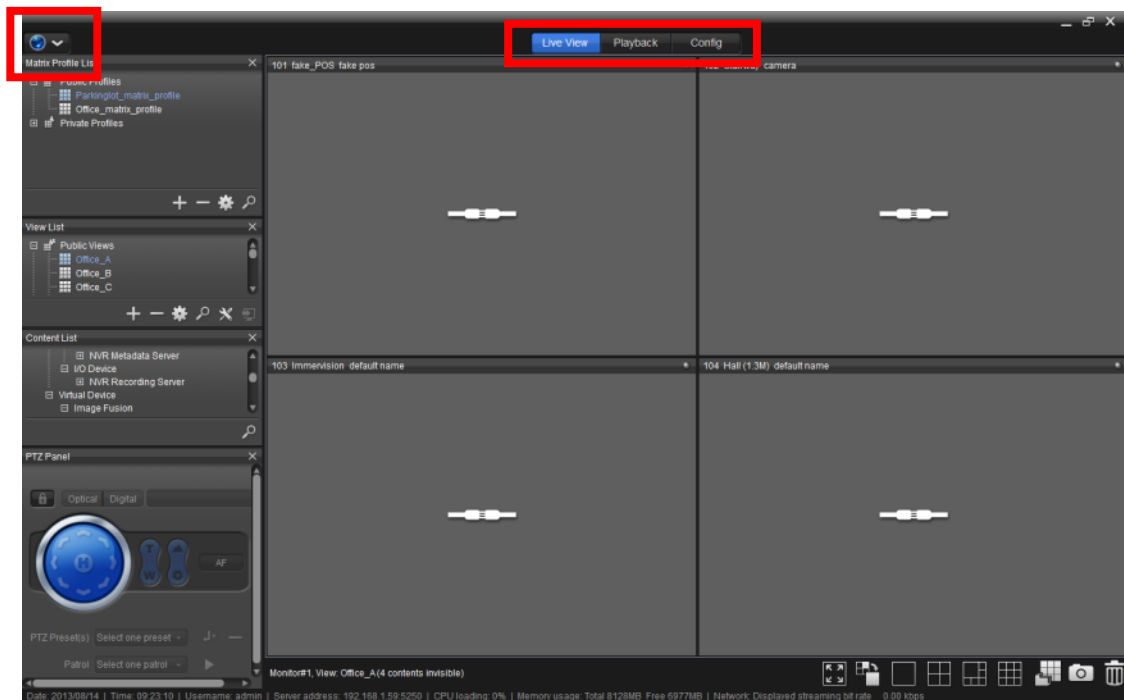 Live View Playback Config
Matrix Profile Lis
101 fake_POS fake pos
camera
Public Profiles
Parkinglot_matrix_profile
Office_matrix_profile
Private Profiles
View List
Public Views
Office_A
Office_B
Office_C
Content List
NVR Metadata Server
I/O Device
NVR Recording Server
Virtual Device
Image Fusion
103 Immervision default name
104 Hall (1.3M) default name
PTZ Panel
Optical Digital
T
W
H
AF
PTZ Preset(s) Select one preset
Patrol Select one patrol
Monitor#1, View: Office_A(4 contents invisible)
Date: 2013/08/14 | Time: 09:23:10 | Username: admin | Server address: 192.168.1.59:5250 | CPU loading: 0% | Memory usage: Total 8128MB Free 6977MB | Network: Displayed streaming bit rate 0.00 kbps